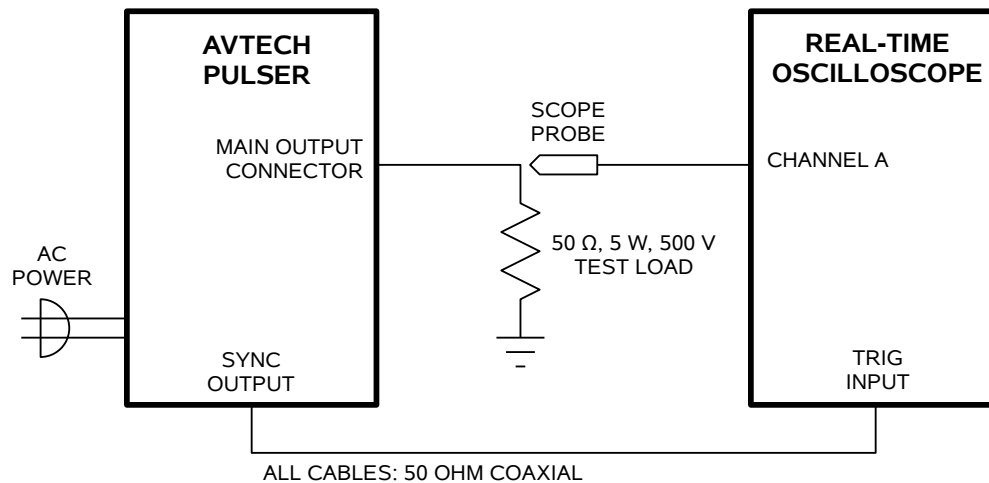 AVTECH
PULSER
MAIN OUTPUT
CONNECTOR
AC
POWER
SYNC
OUTPUT
SCOPE
PROBE
50 Ω, 5 W, 500 V
TEST LOAD
REAL-TIME
OSCILLOSCOPE
CHANNEL A
TRIG
INPUT
ALL CABLES: 50 OHM COAXIAL